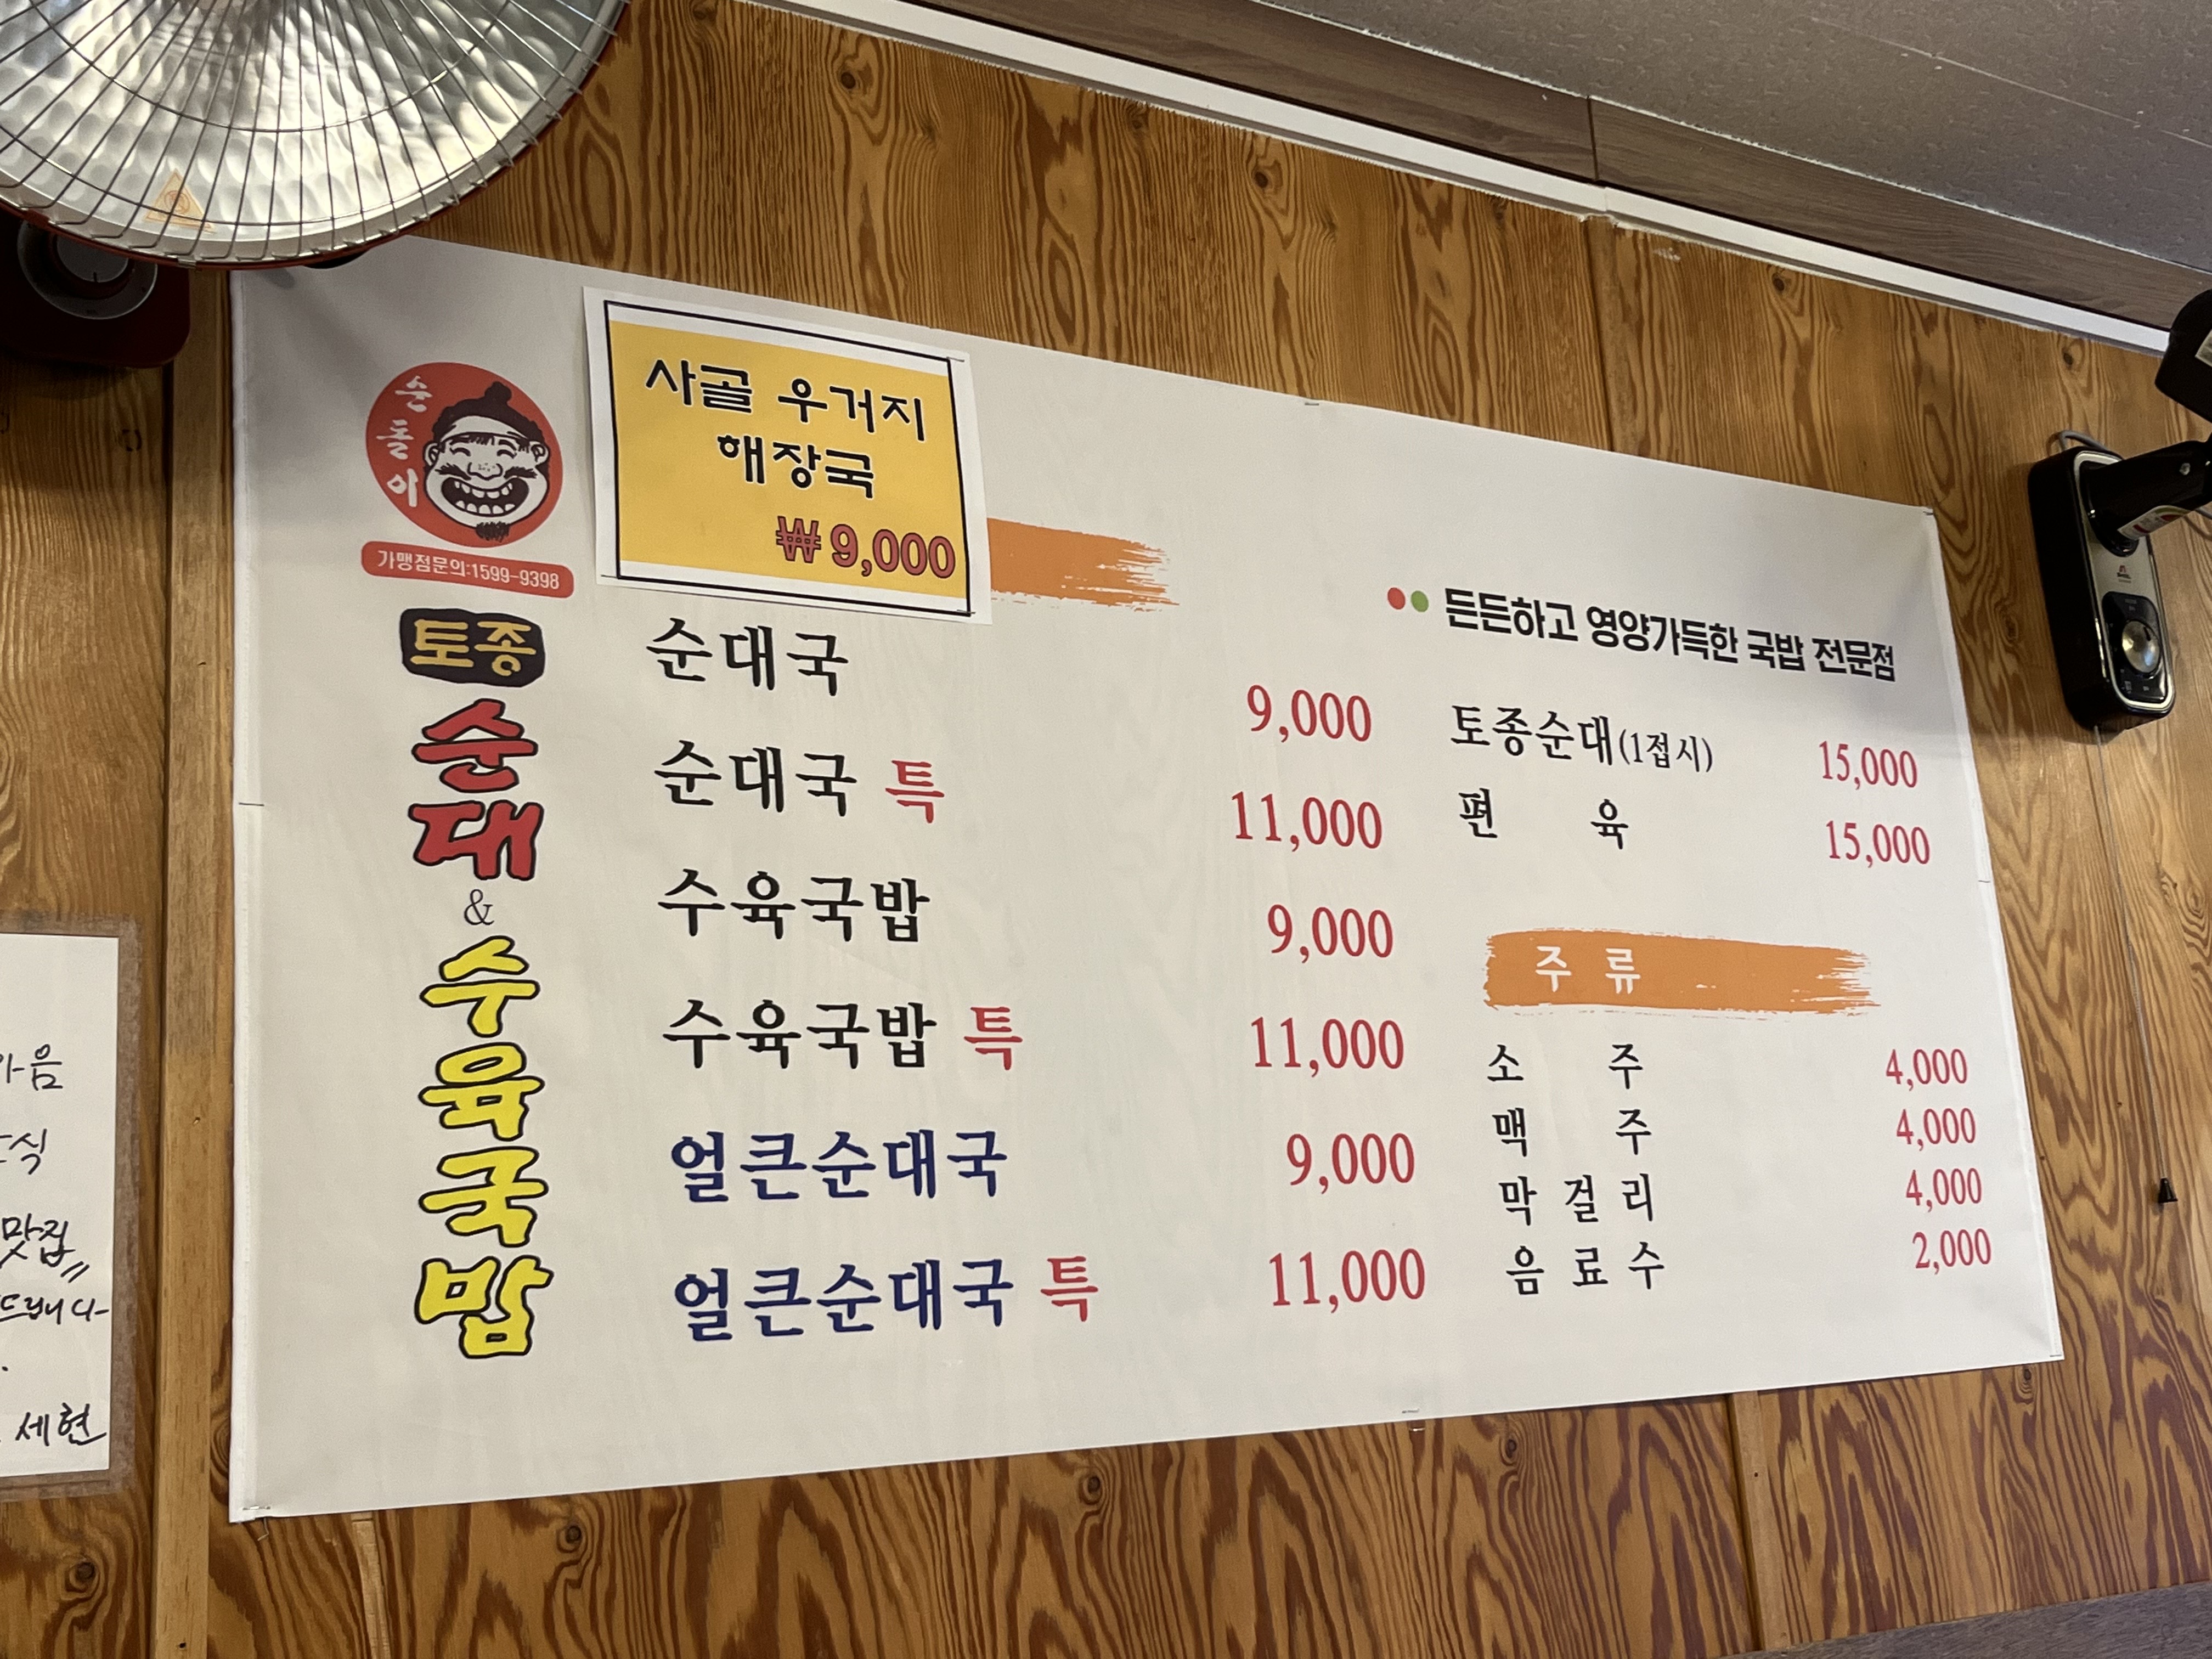 순돌이
가맹점문의:1599-9398
토종
순대
&
수육국밥
사골 우거지
해장국
₩9,000
순대국 9,000
순대국 특 11,000
수육국밥 9,000
수육국밥 특 11,000
얼큰순대국 9,000
얼큰순대국 특 11,000
든든하고 영양가득한 국밥 전문점
토종순대(1접시) 15,000
편 육 15,000
주 류
소 주 4,000
맥 주 4,000
막 걸 리 4,000
음 료 수 2,000
맛집
드립니다
세현